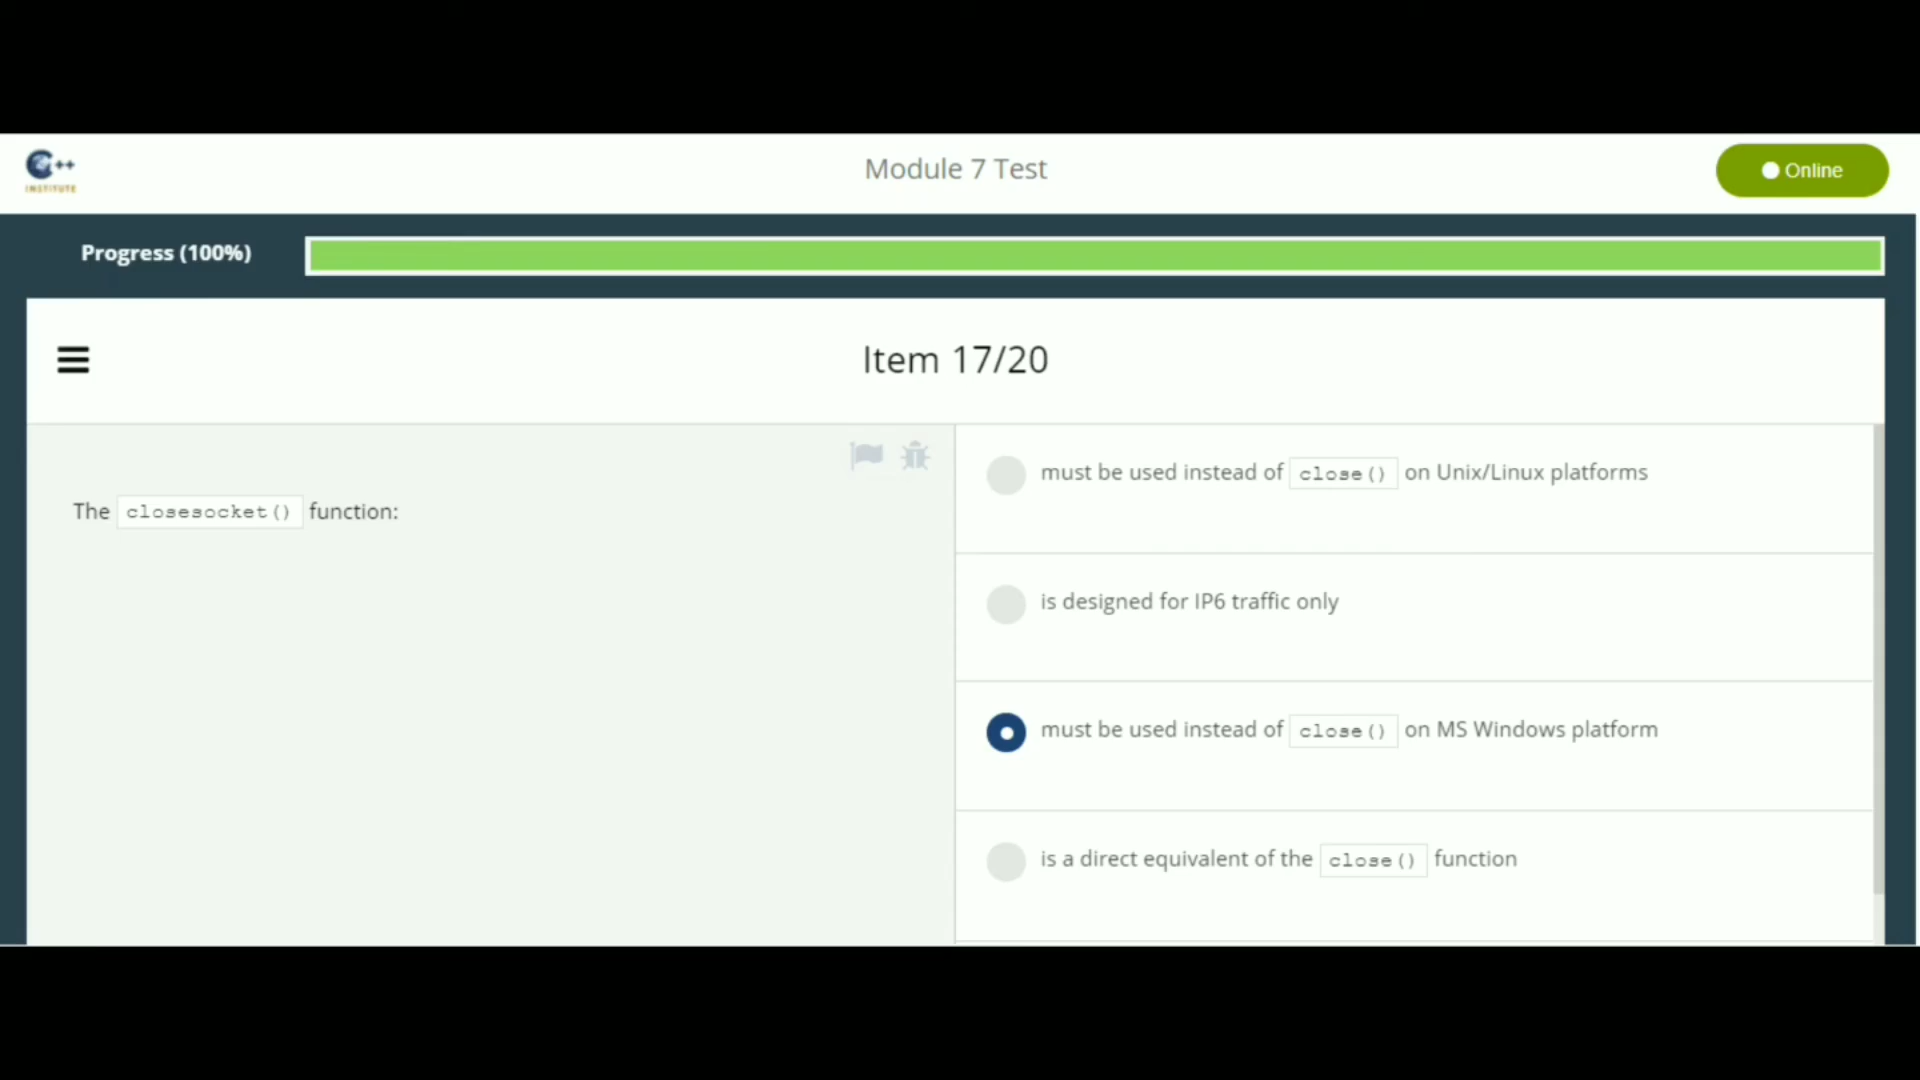 C++
INSTITUTE
Module 7 Test
Online
Progress (100%)
Item 17/20
The closesocket() function:
must be used instead of close() on Unix/Linux platforms
is designed for IP6 traffic only
must be used instead of close() on MS Windows platform
is a direct equivalent of the close() function